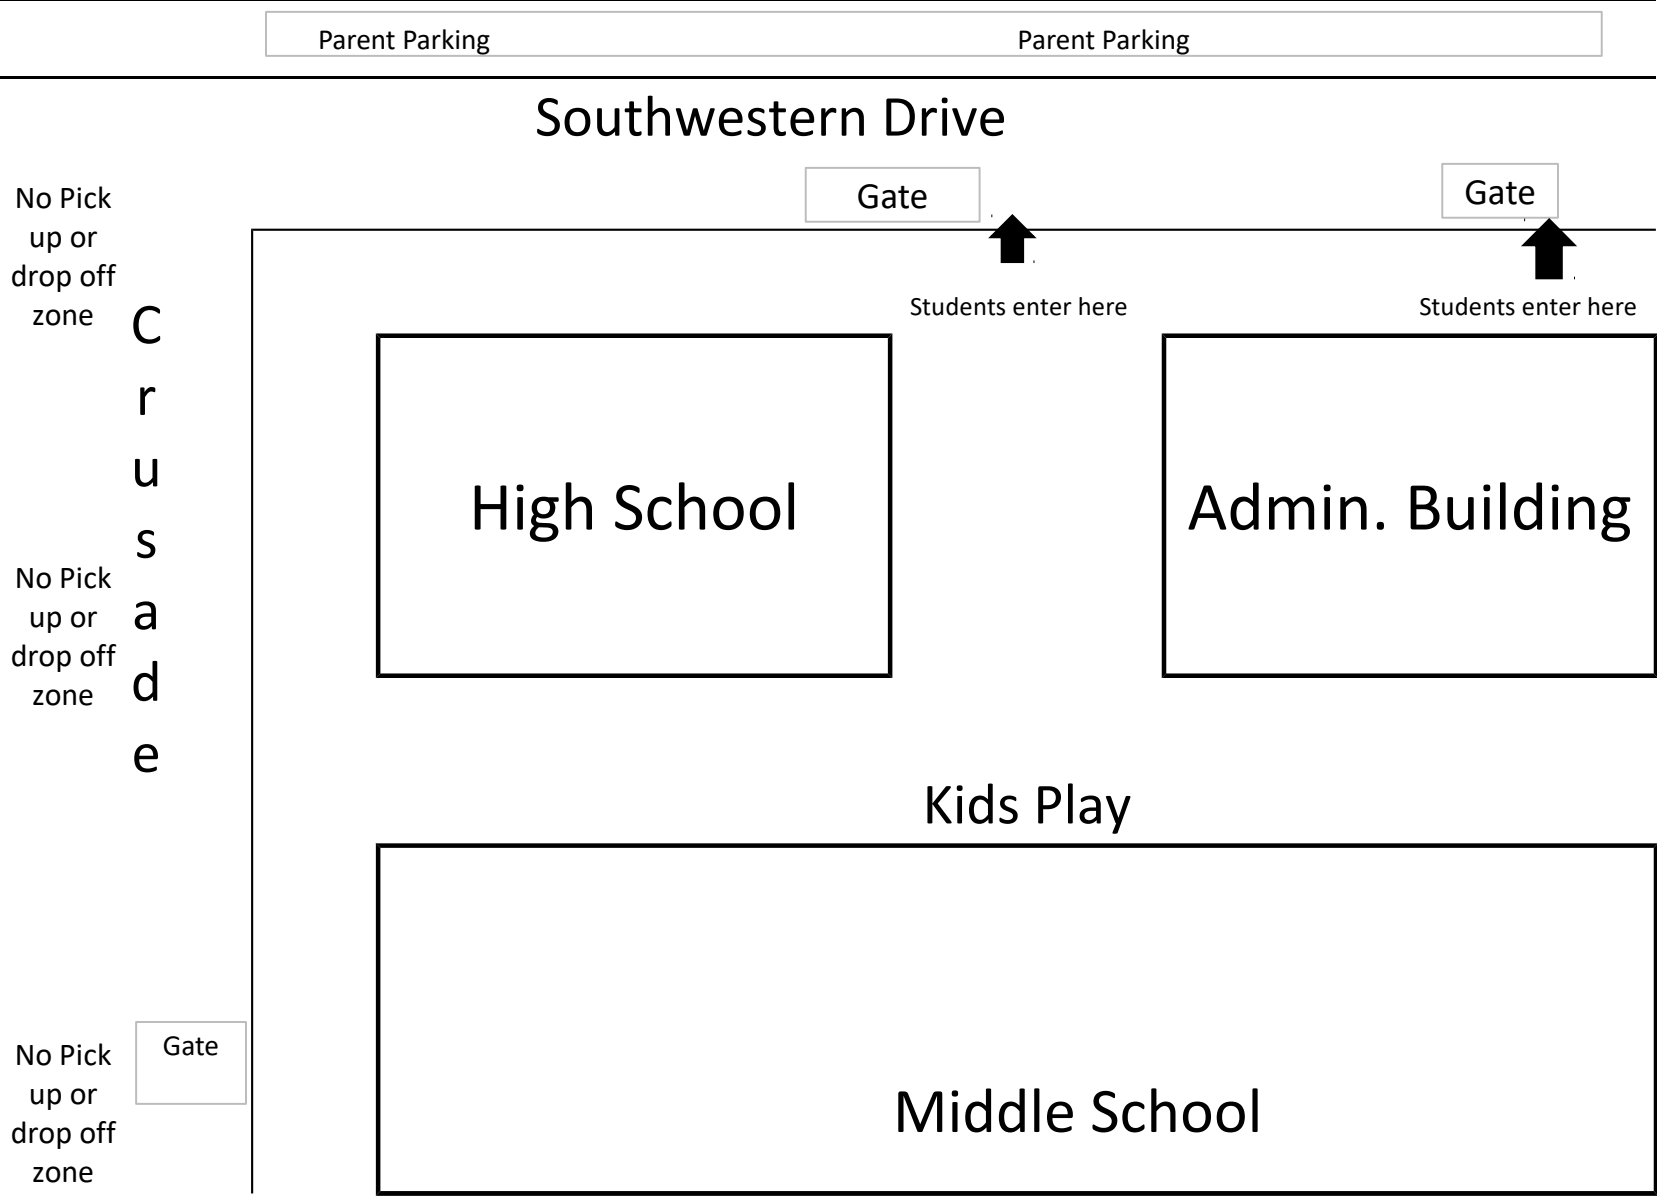 Parent Parking
Parent Parking
Southwestern Drive
Gate
Gate
No Pick
up or
drop off
zone
Students enter here
Students enter here
Crusade
High School
Admin. Building
No Pick
up or
drop off
zone
Kids Play
Gate
No Pick
up or
drop off
zone
Middle School